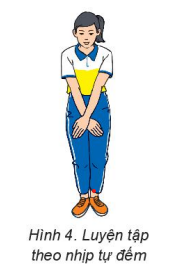 Hình 4. Luyện tập
theo nhịp tự đếm